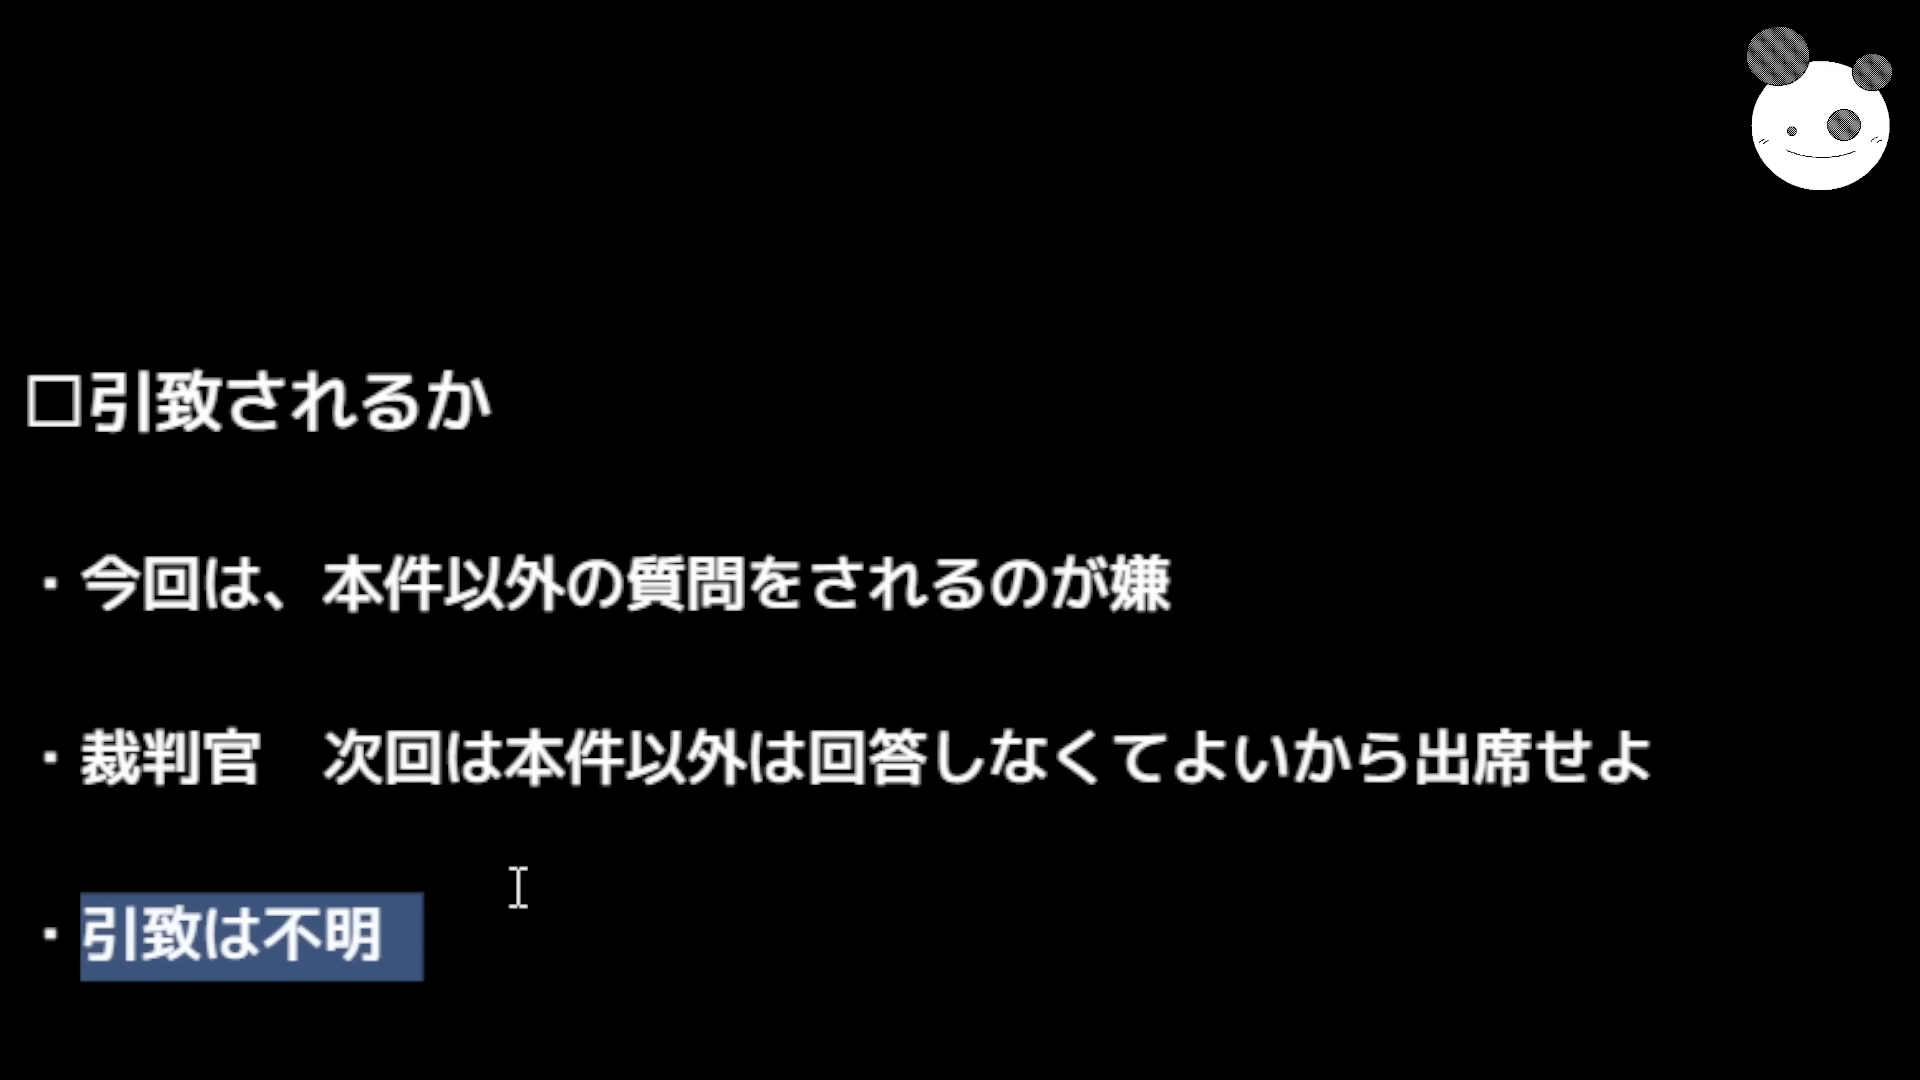 □引致されるか
・今回は、本件以外の質問をされるのが嫌
・裁判官　次回は本件以外は回答しなくてよいから出席せよ
・引致は不明